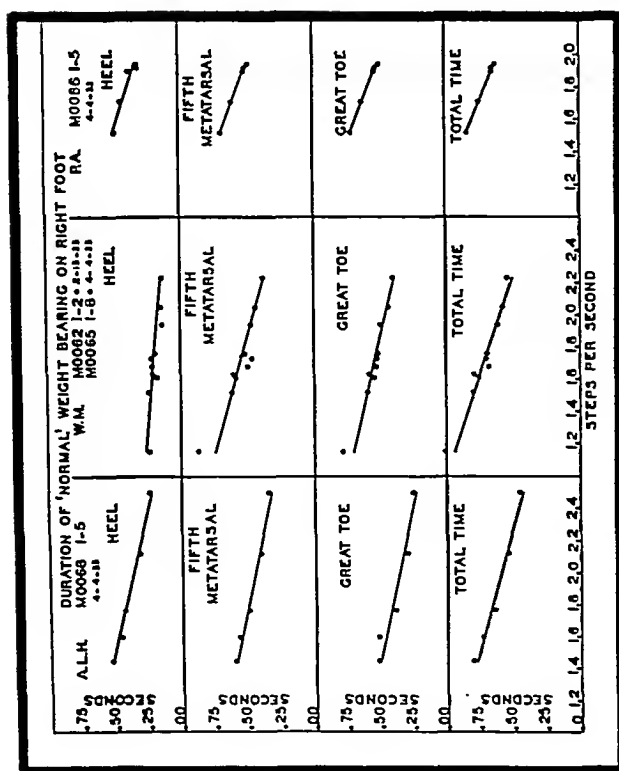 DURATION OF 'NORMAL' WEIGHT BEARING ON RIGHT FOOT
A.L.H. M0068 1-5 W.M. M0062 1-2 • 2-13-33 R.A. M0066 1-5
4-4-33 M0065 1-8 • 4-4-33 4-4-33
HEEL HEEL HEEL
SECONDS
.75
.50
.25
.00
FIFTH METATARSAL FIFTH METATARSAL FIFTH METATARSAL
SECONDS
.75
.50
.25
.00
GREAT TOE GREAT TOE GREAT TOE
SECONDS
.75
.50
.25
.00
TOTAL TIME TOTAL TIME TOTAL TIME
SECONDS
.75
.50
.25
0
1.2 1.4 1.6 1.8 2.0 2.2 2.4 1.2 1.4 1.6 1.8 2.0 2.2 2.4 1.2 1.4 1.6 1.8 2.0
STEPS PER SECOND